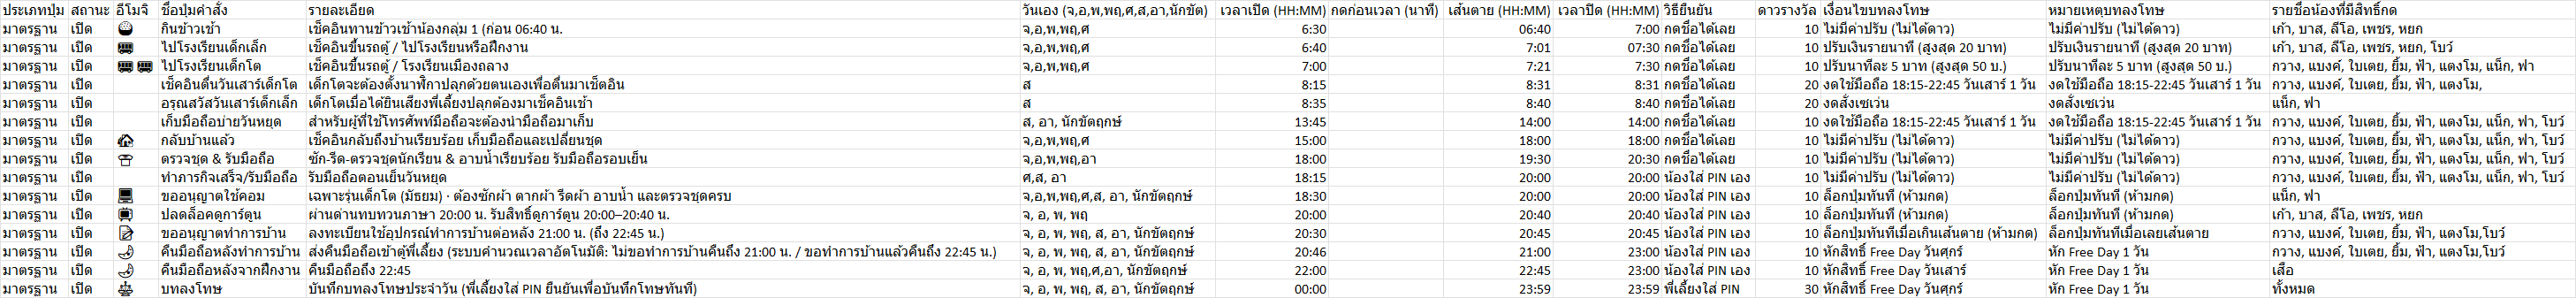 ประเภทปุ่ม สถานะ อีโมจิ ชื่อปุ่มคำสั่ง รายละเอียด วันเอง (จ,อ,พ,พฤ,ศ,ส,อา,นักขัต) เวลาเปิด (HH:MM) กดก่อนเวลา (นาที) เส้นตาย (HH:MM) เวลาปิด (HH:MM) วิธียืนยัน ดาวรางวัล เงื่อนไขบทลงโทษ หมายเหตุบทลงโทษ รายชื่อน้องที่มีสิทธิ์กด
มาตรฐาน เปิด 🍚 กินข้าวเช้า เช็คอินทานข้าวเช้าน้องกลุ่ม 1 (ก่อน 06:40 น. จ,อ,พ,พฤ,ศ 6:30 06:40 7:00 กดชื่อได้เลย 10 ไม่มีค่าปรับ (ไม่ได้ดาว) ไม่มีค่าปรับ (ไม่ได้ดาว) เก้า, บาส, ลีโอ, เพชร, หยก
มาตรฐาน เปิด 🚌 ไปโรงเรียนเด็กเล็ก เช็คอินขึ้นรถตู้ / ไปโรงเรียนหรือฝึกงาน จ,อ,พ,พฤ,ศ 6:40 7:01 07:30 กดชื่อได้เลย 10 ปรับเงินรายนาที (สูงสุด 20 บาท) ปรับเงินรายนาที (สูงสุด 20 บาท) เก้า, บาส, ลีโอ, เพชร, หยก, โบว์
มาตรฐาน เปิด 🚌 🚌 ไปโรงเรียนเด็กโต เช็คอินขึ้นรถตู้ / โรงเรียนเมืองถลาง จ,อ,พ,พฤ,ศ 7:00 7:21 7:30 กดชื่อได้เลย 10 ปรับนาทีละ 5 บาท (สูงสุด 50 บ.) ปรับนาทีละ 5 บาท (สูงสุด 50 บ.) กวาง, แบงค์, ใบเตย, ยิ้ม, ฟ้า, แตงโม, แน็ก, ฟา
มาตรฐาน เปิด เช็คอินตื่นวันเสาร์เด็กโต เด็กโตจะต้องตั้งนาฬิกาปลุกด้วยตนเองเพื่อตื่นมาเช็ตอิน ส 8:15 8:31 8:31 กดชื่อได้เลย 20 งดใช้มือถือ 18:15-22:45 วันเสาร์ 1 วัน งดใช้มือถือ 18:15-22:45 วันเสาร์ 1 วัน กวาง, แบงค์, ใบเตย, ยิ้ม, ฟ้า, แตงโม,
มาตรฐาน เปิด อรุณสวัสวันเสาร์เด็กเล็ก เด็กโตเมื่อได้ยินเสียงพี่เลี้ยงปลุกต้องมาเช็คอินเช้า ส 8:35 8:40 8:40 กดชื่อได้เลย 20 งดสั่งเซเว่น งดสั่งเซเว่น แน็ก, ฟา
มาตรฐาน เปิด เก็บมือถือบ่ายวันหยุด สำหรับผู้ที่ใช้โทรศัพท์มือถือจะต้องนำมือถือมาเก็บ ส, อา, นักขัตฤกษ์ 13:45 14:00 14:00 กดชื่อได้เลย 10 งดใช้มือถือ 18:15-22:45 วันเสาร์ 1 วัน งดใช้มือถือ 18:15-22:45 วันเสาร์ 1 วัน กวาง, แบงค์, ใบเตย, ยิ้ม, ฟ้า, แตงโม, แน็ก, ฟา, โบว์
มาตรฐาน เปิด 🏠 กลับบ้านแล้ว เช็คอินกลับถึงบ้านเรียบร้อย เก็บมือถือและเปลี่ยนชุด จ,อ,พ,พฤ,ศ 15:00 18:00 18:00 กดชื่อได้เลย 10 ไม่มีค่าปรับ (ไม่ได้ดาว) ไม่มีค่าปรับ (ไม่ได้ดาว) กวาง, แบงค์, ใบเตย, ยิ้ม, ฟ้า, แตงโม, แน็ก, ฟา, โบว์
มาตรฐาน เปิด 👕 ตรวจชุด & รับมือถือ ซัก-รีด-ตรวจชุดนักเรียน & อาบน้ำเรียบร้อย รับมือถือรอบเย็น จ,อ,พ,พฤ,อา 18:00 19:30 20:30 กดชื่อได้เลย 10 ไม่มีค่าปรับ (ไม่ได้ดาว) ไม่มีค่าปรับ (ไม่ได้ดาว) กวาง, แบงค์, ใบเตย, ยิ้ม, ฟ้า, แตงโม, แน็ก, ฟา, โบว์
มาตรฐาน เปิด ทำภารกิจเสร็จ/รับมือถือ รับมือถือตอนเย็นวันหยุด ศ,ส, อา 18:15 20:00 20:00 น้องใส่ PIN เอง 10 ไม่มีค่าปรับ (ไม่ได้ดาว) ไม่มีค่าปรับ (ไม่ได้ดาว) กวาง, แบงค์, ใบเตย, ยิ้ม, ฟ้า, แตงโม, แน็ก, ฟา, โบว์
มาตรฐาน เปิด 💻 ขออนุญาตใช้คอม เฉพาะรุ่นเด็กโต (มัธยม) · ต้องซักผ้า ตากผ้า รีดผ้า อาบน้ำ และตรวจชุดครบ จ,อ,พ,พฤ,ศ,ส, อา, นักขัตฤกษ์ 18:30 20:00 20:00 น้องใส่ PIN เอง 10 ล็อกปุ่มทันที (ห้ามกด) ล็อกปุ่มทันที (ห้ามกด) แน็ก, ฟา
มาตรฐาน เปิด 📺 ปลดล็อคดูการ์ตูน ผ่านด่านทบทวนภาษา 20:00 น. รับสิทธิ์ดูการ์ตูน 20:00–20:40 น. จ, อ, พ, พฤ 20:00 20:40 20:40 น้องใส่ PIN เอง 10 ล็อกปุ่มทันที (ห้ามกด) ล็อกปุ่มทันที (ห้ามกด) เก้า, บาส, ลีโอ, เพชร, หยก
มาตรฐาน เปิด 📝 ขออนุญาตทำการบ้าน ลงทะเบียนใช้อุปกรณ์ทำการบ้านต่อหลัง 21:00 น. (ถึง 22:45 น.) จ, อ, พ, พฤ, ส, อา, นักขัตฤกษ์ 20:30 20:45 20:45 น้องใส่ PIN เอง 10 ล็อกปุ่มทันทีเมื่อเกินเส้นตาย (ห้ามกด) ล็อกปุ่มทันทีเมื่อเลยเส้นตาย กวาง, แบงค์, ใบเตย, ยิ้ม, ฟ้า, แตงโม,โบว์
มาตรฐาน เปิด 🌙 คืนมือถือหลังทำการบ้าน ส่งคืนมือถือเข้าตู้พี่เลี้ยง (ระบบคำนวณเวลาอัตโนมัติ: ไม่ขอทำการบ้านคืนถึง 21:00 น. / ขอทำการบ้านแล้วคืนถึง 22:45 น.) จ, อ, พ, พฤ, ส, อา, นักขัตฤกษ์ 20:46 21:00 23:00 น้องใส่ PIN เอง 10 หักสิทธิ์ Free Day วันศุกร์ หัก Free Day 1 วัน กวาง, แบงค์, ใบเตย, ยิ้ม, ฟ้า, แตงโม,โบว์
มาตรฐาน เปิด 🌙 คืนมือถือหลังจากฝึกงาน คืนมือถือถึง 22:45 จ, อ, พ, พฤ,ศ,อา, นักขัตฤกษ์ 22:00 22:45 23:00 น้องใส่ PIN เอง 10 หักสิทธิ์ Free Day วันเสาร์ หัก Free Day 1 วัน เสือ
มาตรฐาน เปิด ⚖️ บทลงโทษ บันทึกบทลงโทษประจำวัน (พี่เลี้ยงใส่ PIN ยืนยันเพื่อบันทึกโทษทันที) จ, อ, พ, พฤ, ส, อา, นักขัตฤกษ์ 00:00 23:59 23:59 พี่เลี้ยงใส่ PIN 30 หักสิทธิ์ Free Day วันศุกร์ หัก Free Day 1 วัน ทั้งหมด